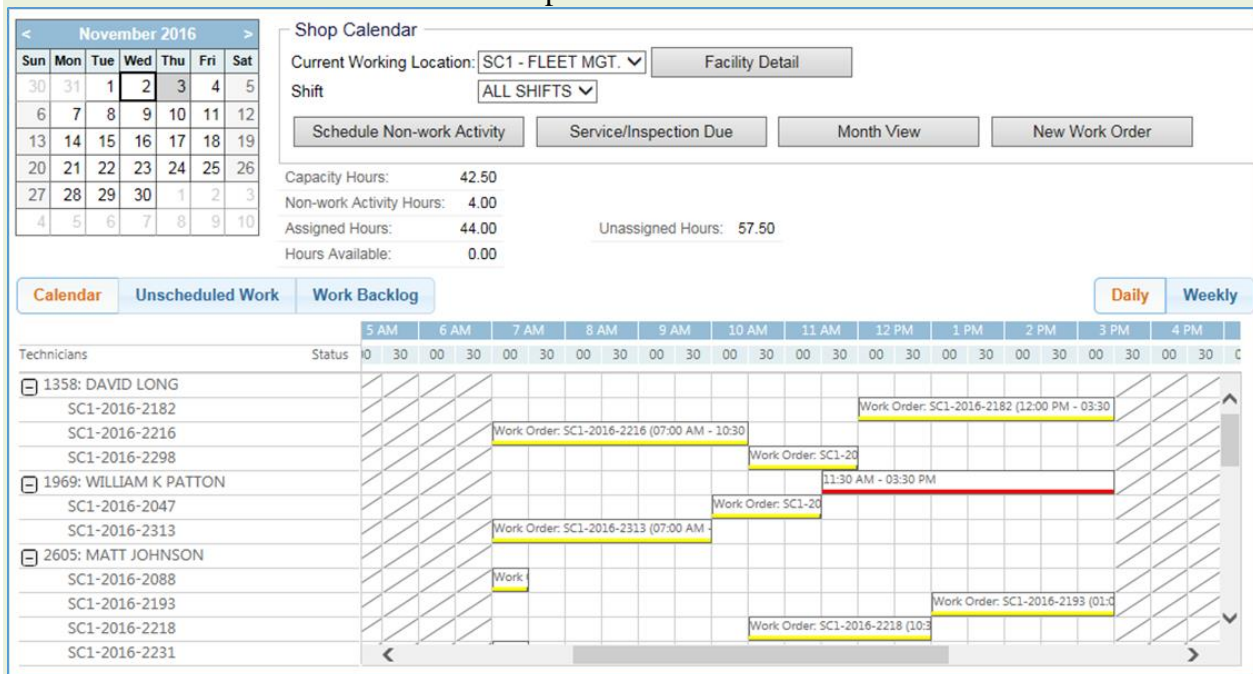 < November 2016 >
Sun Mon Tue Wed Thu Fri Sat
30 31 1 2 3 4 5
6 7 8 9 10 11 12
13 14 15 16 17 18 19
20 21 22 23 24 25 26
27 28 29 30 1 2 3
4 5 6 7 8 9 10
Shop Calendar
Current Working Location: SC1 - FLEET MGT. Facility Detail
Shift ALL SHIFTS
Schedule Non-work Activity Service/Inspection Due Month View New Work Order
Capacity Hours: 42.50
Non-work Activity Hours: 4.00
Assigned Hours: 44.00 Unassigned Hours: 57.50
Hours Available: 0.00
Calendar Unscheduled Work Work Backlog Daily Weekly
5 AM 6 AM 7 AM 8 AM 9 AM 10 AM 11 AM 12 PM 1 PM 2 PM 3 PM 4 PM
Technicians Status 30 00 30 00 30 00 30 00 30 00 30 00 30 00 30 00 30 00 30 00 30 00 30
1358: DAVID LONG
SC1-2016-2182 Work Order: SC1-2016-2182 (12:00 PM - 03:30
SC1-2016-2216 Work Order: SC1-2016-2216 (07:00 AM - 10:30
SC1-2016-2298 Work Order: SC1-20
1969: WILLIAM K PATTON 11:30 AM - 03:30 PM
SC1-2016-2047 Work Order: SC1-20
SC1-2016-2313 Work Order: SC1-2016-2313 (07:00 AM -
2605: MATT JOHNSON
SC1-2016-2088 Work
SC1-2016-2193 Work Order: SC1-2016-2193 (01:0
SC1-2016-2218 Work Order: SC1-2016-2218 (10:3
SC1-2016-2231